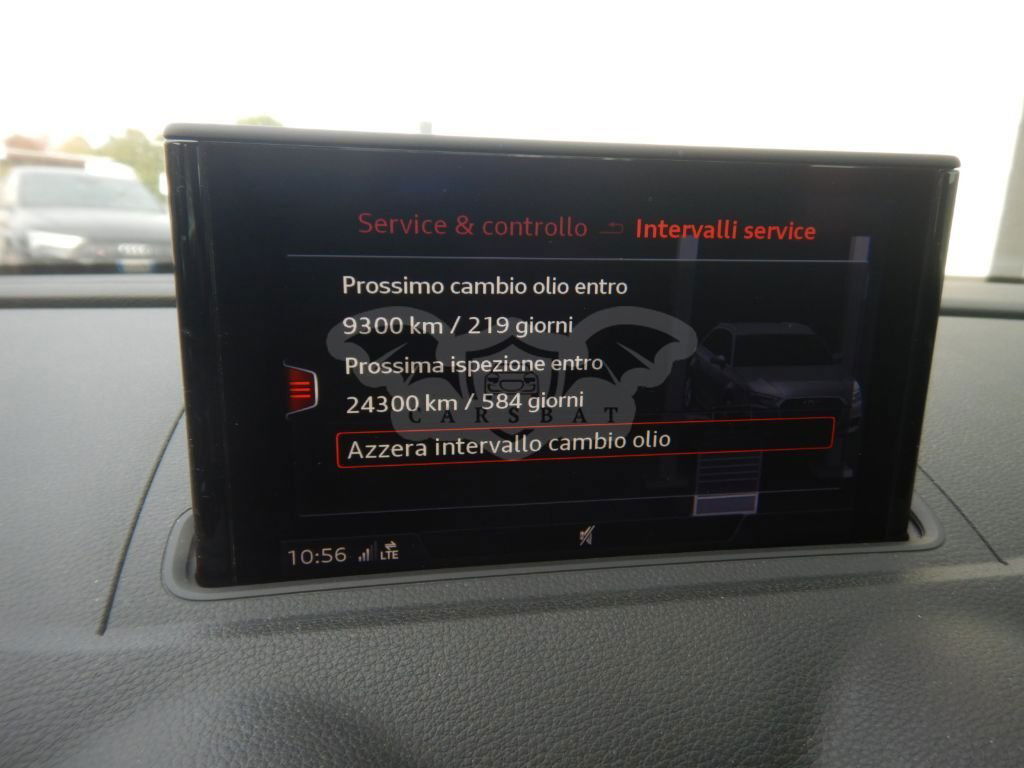 Service & controllo Intervalli service
Prossimo cambio olio entro
9300 km / 219 giorni
Prossima ispezione entro
24300 km / 584 giorni
CARSBAT
Azzera intervallo cambio olio
10:56 LTE